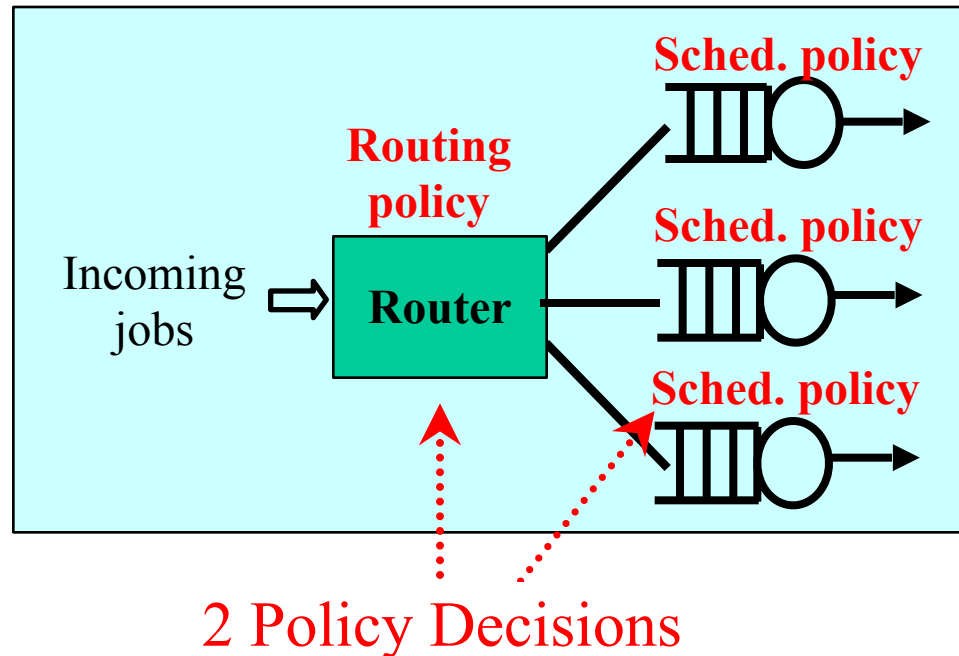 Sched. policy
Routing
policy
Sched. policy
Incoming
jobs
Router
Sched. policy
2 Policy Decisions